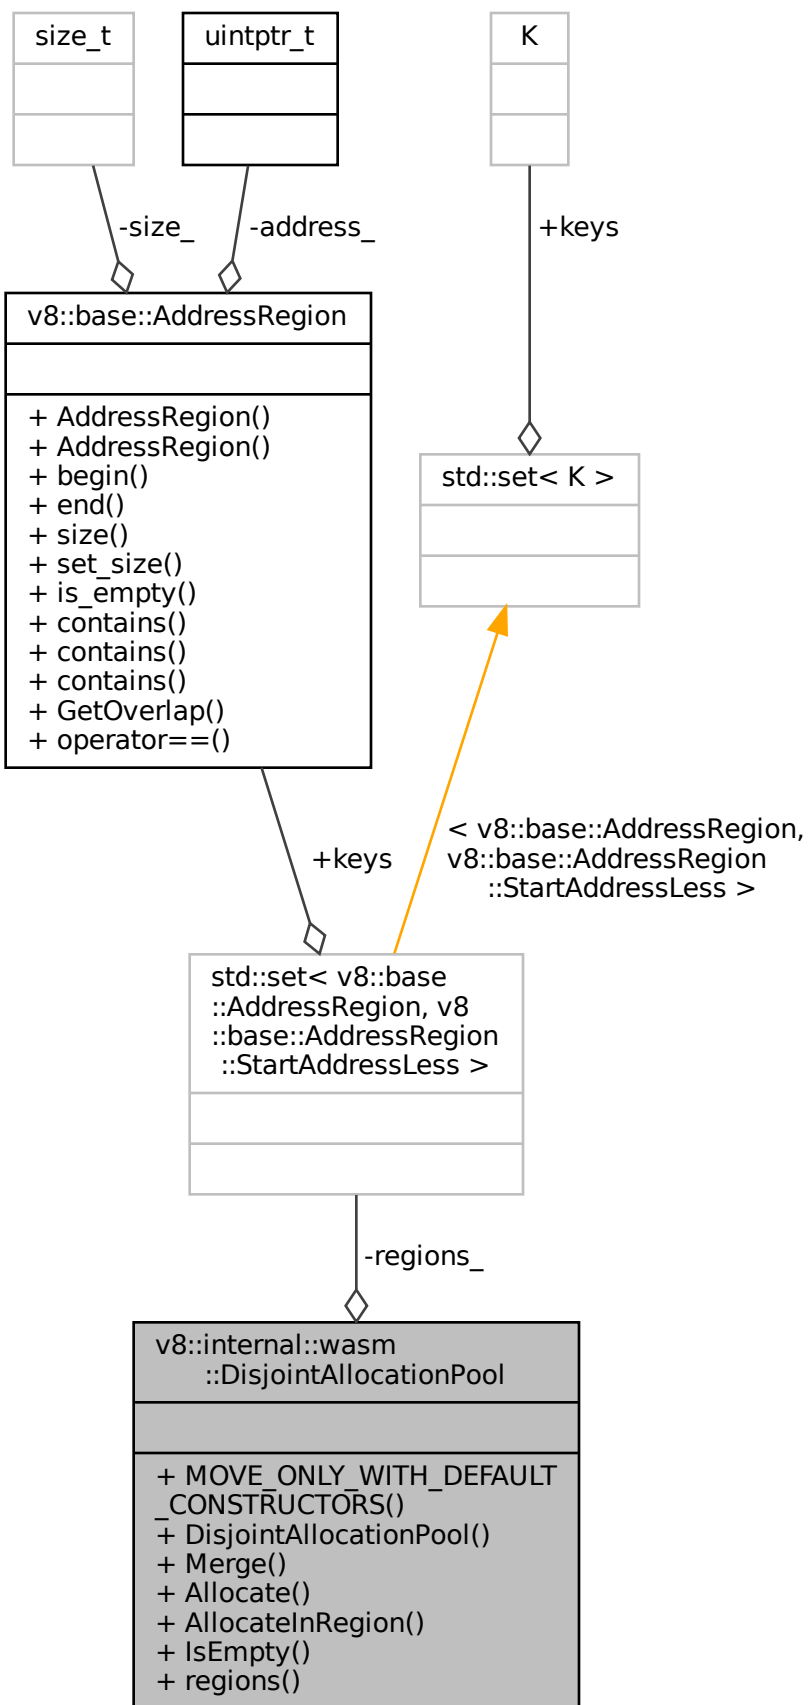 size_t
uintptr_t
K
-size_
-address_
+keys
v8::base::AddressRegion
+ AddressRegion()
+ AddressRegion()
+ begin()
+ end()
+ size()
+ set_size()
+ is_empty()
+ contains()
+ contains()
+ contains()
+ GetOverlap()
+ operator==()
std::set< K >
+keys
< v8::base::AddressRegion,
v8::base::AddressRegion
::StartAddressLess >
std::set< v8::base
::AddressRegion, v8
::base::AddressRegion
::StartAddressLess >
-regions_
v8::internal::wasm
::DisjointAllocationPool
+ MOVE_ONLY_WITH_DEFAULT
_CONSTRUCTORS()
+ DisjointAllocationPool()
+ Merge()
+ Allocate()
+ AllocateInRegion()
+ IsEmpty()
+ regions()